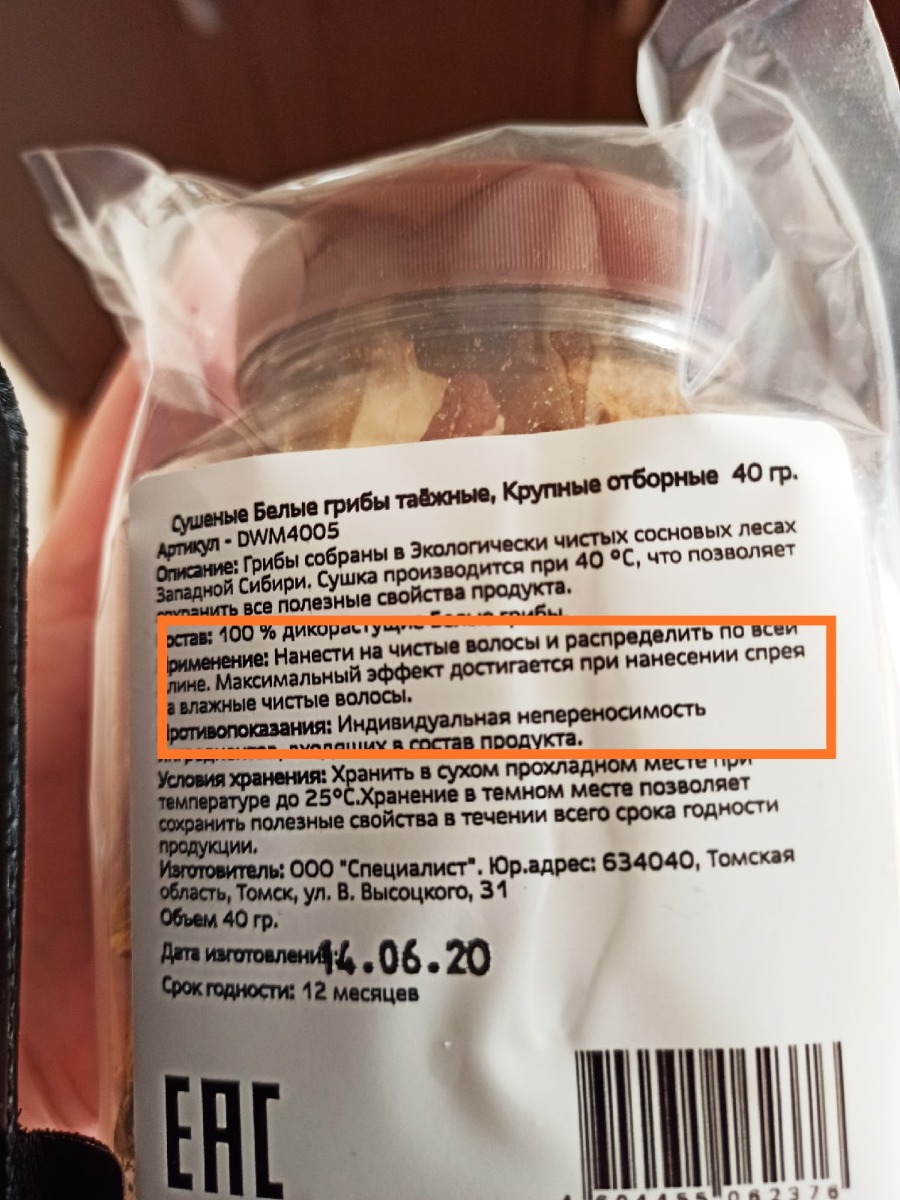 Сушеные Белые грибы таёжные, Крупные отборные 40 гр.
Артикул - DWM4005
Описание: Грибы собраны в Экологически чистых сосновых лесах
Западной Сибири. Сушка производится при 40 °С, что позволяет
сохранить все полезные свойства продукта.
остав: 100 % дикорастущие Белые грибы.
рименение: Нанести на чистые волосы и распределить по всей
лине. Максимальный эффект достигается при нанесении спрея
а влажные чистые волосы.
ротивопоказания: Индивидуальная непереносимость
ингредиентов, входящих в состав продукта.
Условия хранения: Хранить в сухом прохладном месте при
температуре до 25°С.Хранение в темном месте позволяет
сохранить полезные свойства в течении всего срока годности
продукции.
Изготовитель: ООО "Специалист". Юр.адрес: 634040, Томская
область, Томск, ул. В. Высоцкого, 31
Объем 40 гр.
Дата изготовления: 14.06.20
Срок годности: 12 месяцев
EAC